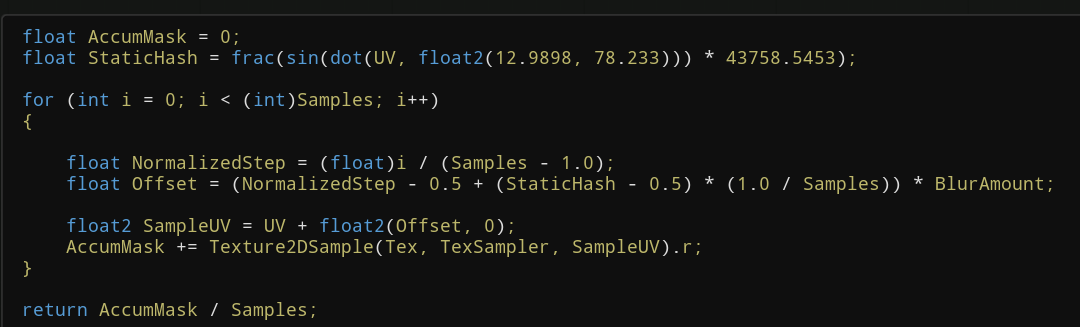 float AccumMask = 0;
float StaticHash = frac(sin(dot(UV, float2(12.9898, 78.233))) * 43758.5453);
for (int i = 0; i < (int)Samples; i++)
{
float NormalizedStep = (float)i / (Samples - 1.0);
float Offset = (NormalizedStep - 0.5 + (StaticHash - 0.5) * (1.0 / Samples)) * BlurAmount;
float2 SampleUV = UV + float2(Offset, 0);
AccumMask += Texture2DSample(Tex, TexSampler, SampleUV).r;
}
return AccumMask / Samples;